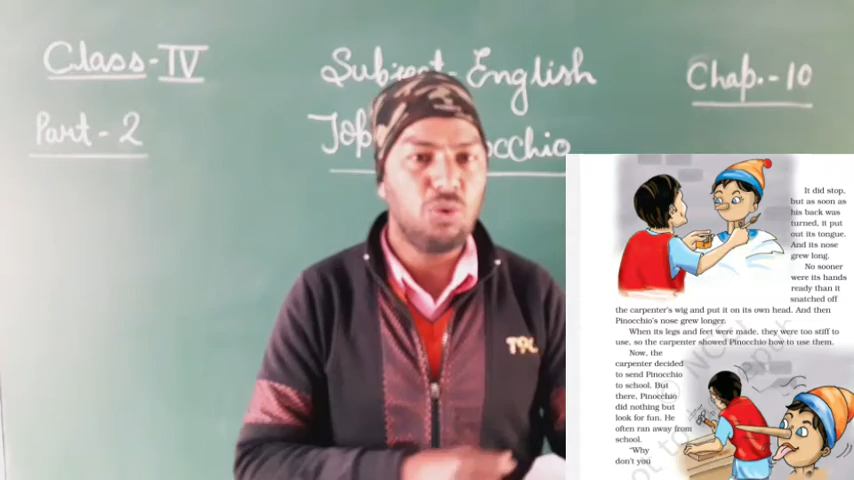 Class-IV
Subject-English
Chap.-10
Part-2
It did stop,
but as soon as
his back was
turned, it put
out its tongue.
And its nose
grew long.
No sooner
were its hands
ready than it
snatched off
the carpenter's wig and put it on its own head. And then
Pinocchio's nose grew longer.
When its legs and feet were made, they were too stiff to
use, so the carpenter showed Pinocchio how to use them.
Now, the
carpenter decided
to send Pinocchio
to school. But
there, Pinocchio
did nothing but
look for fun. He
often ran away from
school.
"Why
don't you